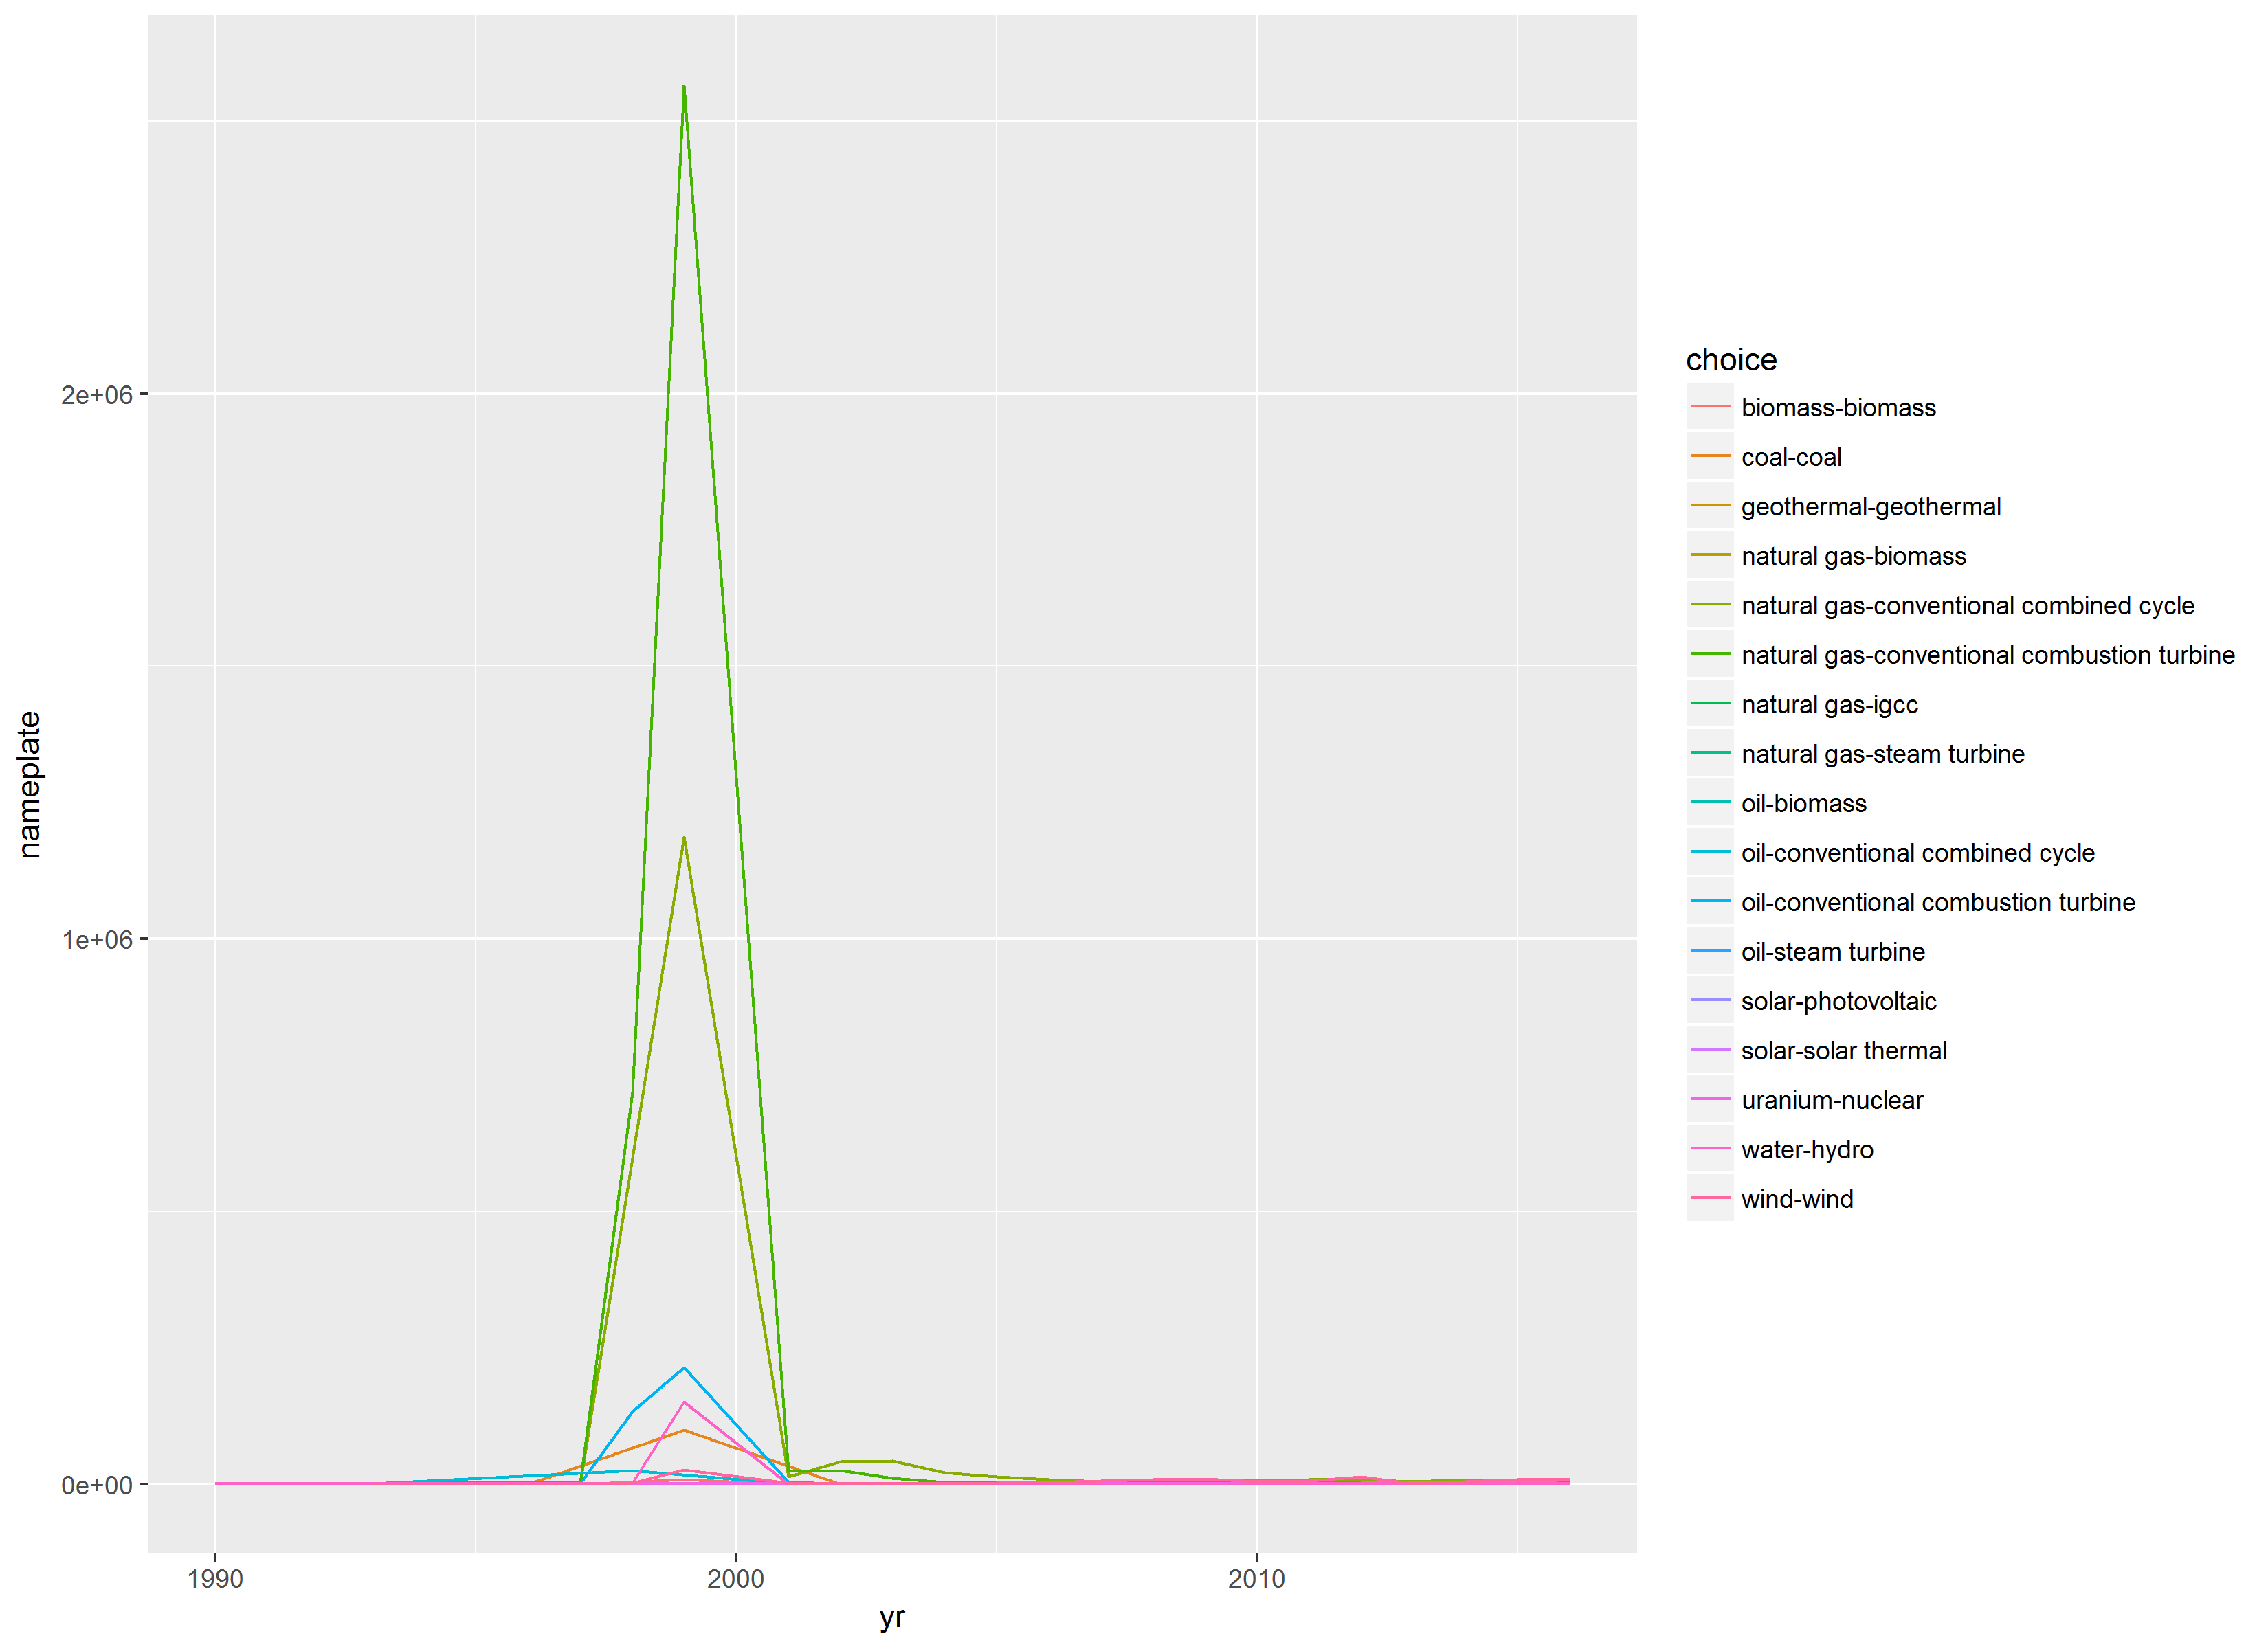 nameplate
2e+06
1e+06
0e+00
1990
2000
2010
yr
choice
biomass-biomass
coal-coal
geothermal-geothermal
natural gas-biomass
natural gas-conventional combined cycle
natural gas-conventional combustion turbine
natural gas-igcc
natural gas-steam turbine
oil-biomass
oil-conventional combined cycle
oil-conventional combustion turbine
oil-steam turbine
solar-photovoltaic
solar-solar thermal
uranium-nuclear
water-hydro
wind-wind